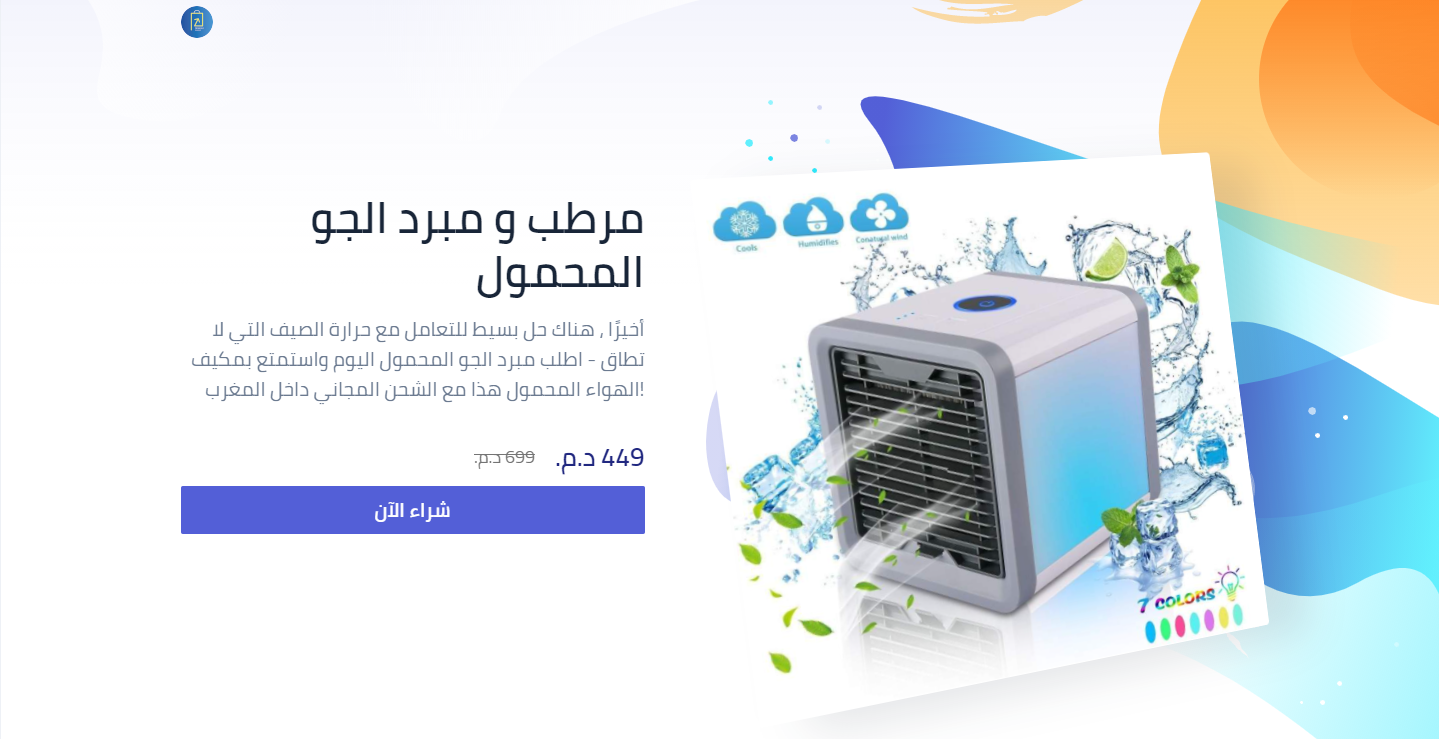 مرطب و مبرد الجو
المحمول
أخيرًا , هناك حل بسيط للتعامل مع حرارة الصيف التي لا
تطاق - اطلب مبرد الجو المحمول اليوم واستمتع بمكيف
الهواء المحمول هذا مع الشحن المجاني داخل المغرب!
449 د.م. 699 د.م.
شراء الآن
Cools
Humidifies
Conatural wind
7 COLORS